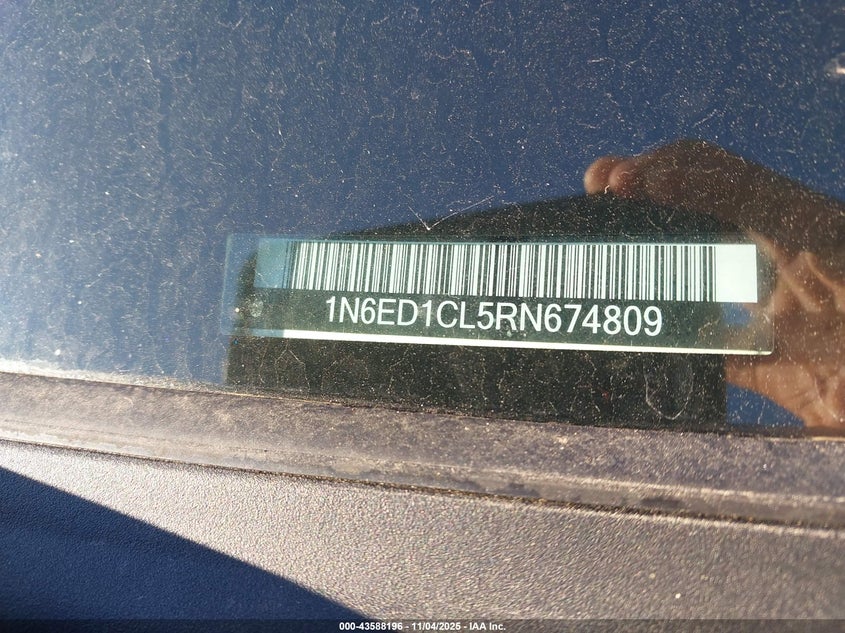 1N6ED1CL5RN674809
000-43588196 - 11/04/2025 - IAA Inc.